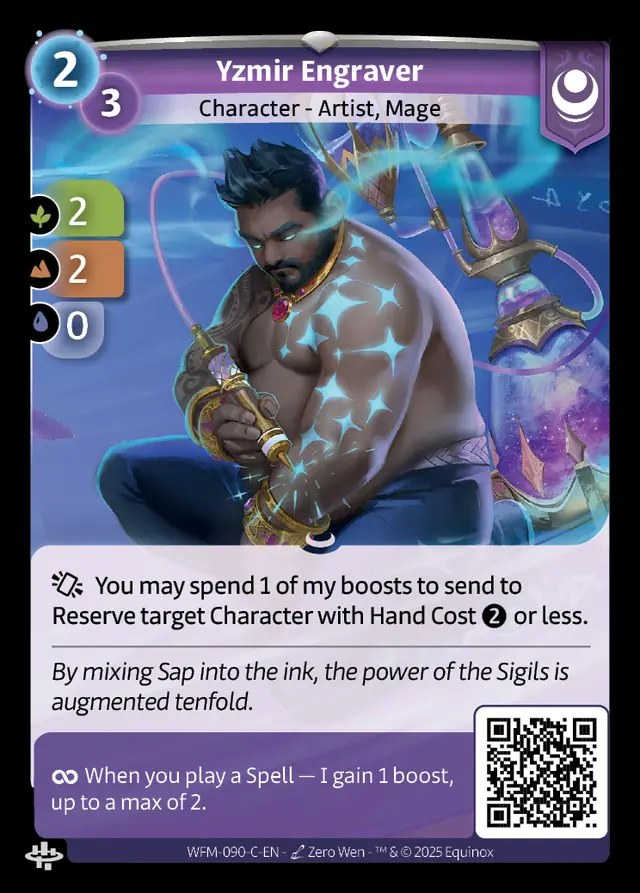 2
Yzmir Engraver
3
Character - Artist, Mage
2
2
0
You may spend 1 of my boosts to send to
Reserve target Character with Hand Cost 2 or less.
By mixing Sap into the ink, the power of the Sigils is
augmented tenfold.
∞ When you play a Spell — I gain 1 boost,
up to a max of 2.
WFM-090-C-EN - Zero Wen - ™ & © 2025 Equinox